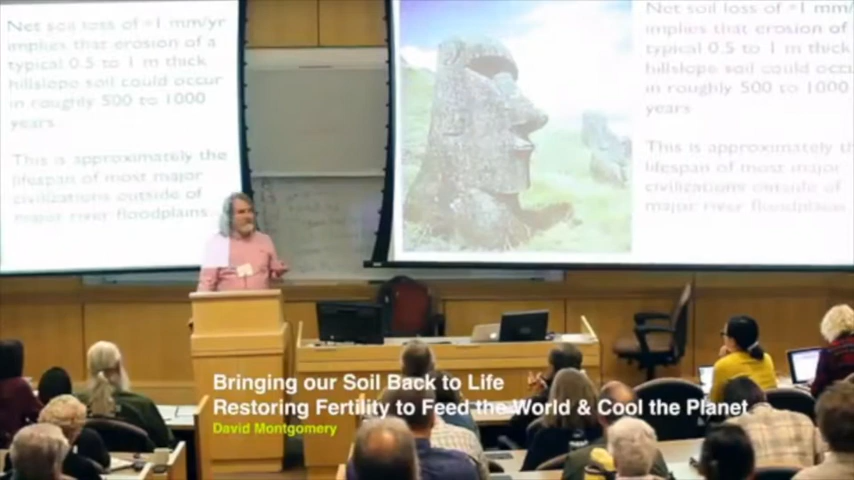 Net soil loss of ≈1 mm/yr
implies that erosion of a
typical 0.5 to 1 m thick
hillslope soil could occur
in roughly 500 to 1000
years
This is approximately the
lifespan of most major
civilizations outside of
major river floodplains.
Net soil loss of ≈1 mm/
implies that erosion of
typical 0.5 to 1 m thick
hillslope soil could occu
in roughly 500 to 1000
years
This is approximately th
lifespan of most major
civilizations outside of
major river floodplains
Bringing our Soil Back to Life
Restoring Fertility to Feed the World & Cool the Planet
David Montgomery